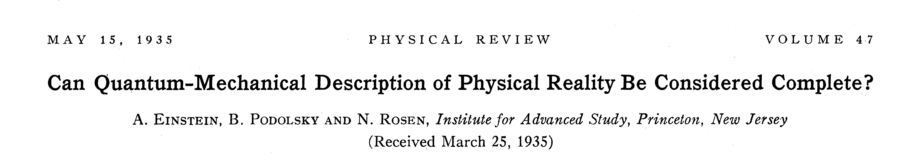 MAY 15, 1935 PHYSICAL REVIEW VOLUME 47
Can Quantum-Mechanical Description of Physical Reality Be Considered Complete?
A. EINSTEIN, B. PODOLSKY AND N. ROSEN, Institute for Advanced Study, Princeton, New Jersey
(Received March 25, 1935)